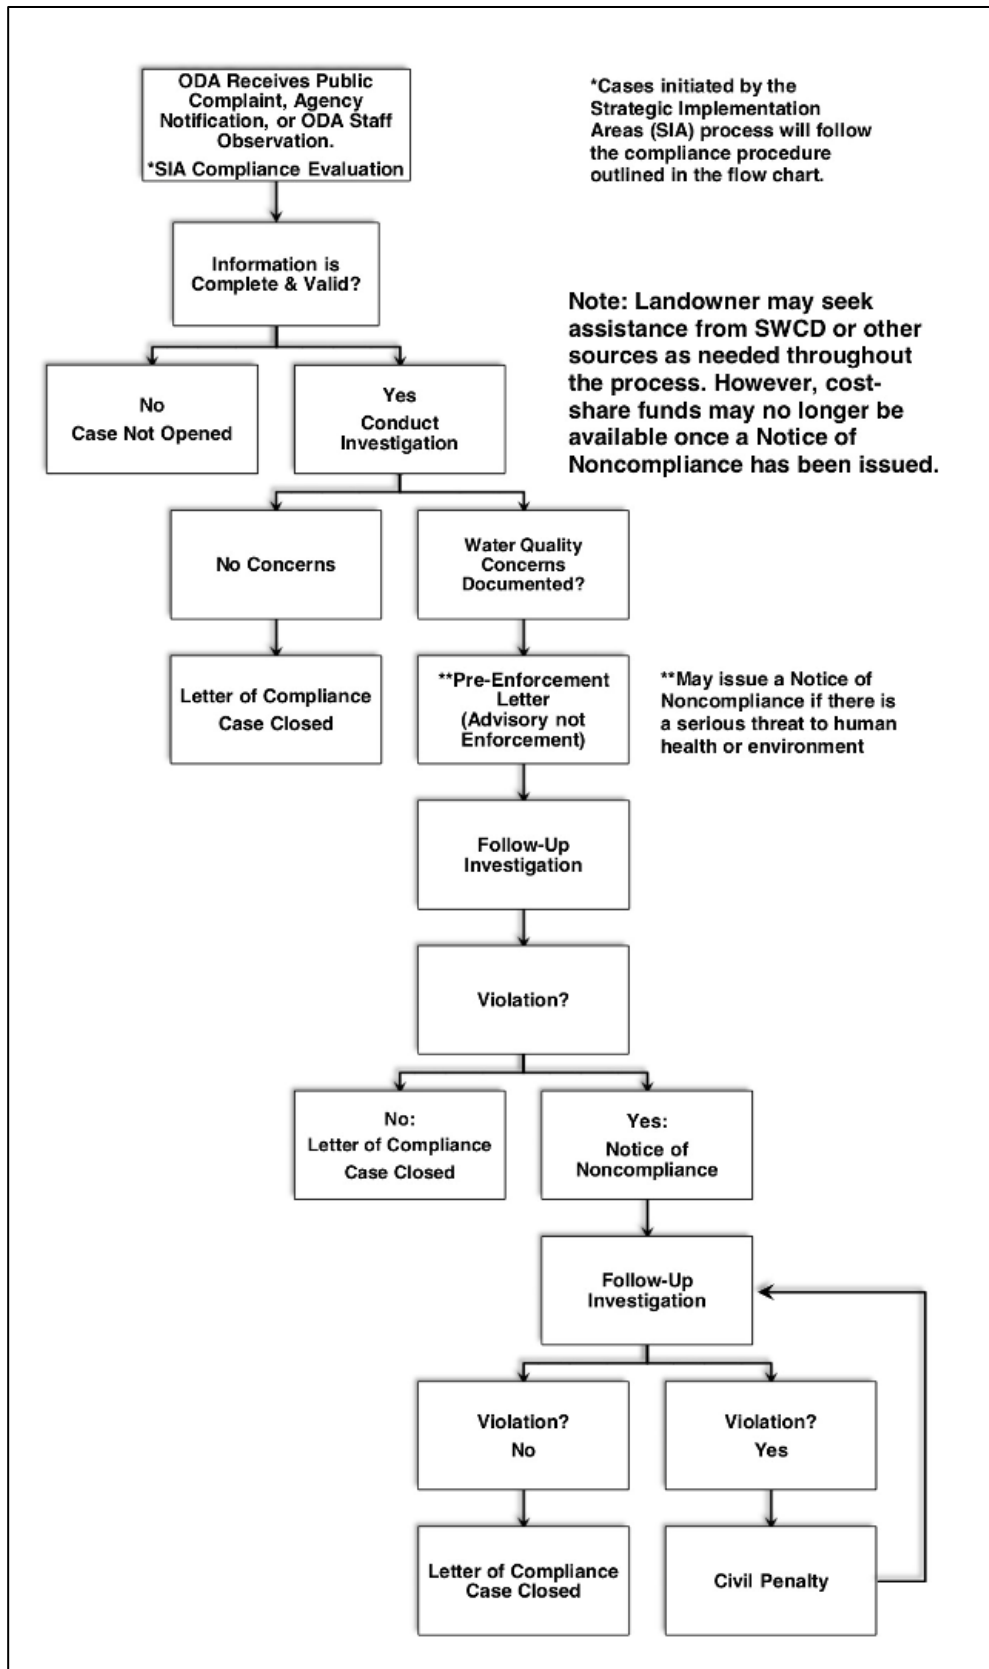 ODA Receives Public
Complaint, Agency
Notification, or ODA Staff
Observation.
*SIA Compliance Evaluation
*Cases initiated by the
Strategic Implementation
Areas (SIA) process will follow
the compliance procedure
outlined in the flow chart.
Information is
Complete & Valid?
Note: Landowner may seek
assistance from SWCD or other
sources as needed throughout
the process. However, cost-
share funds may no longer be
available once a Notice of
Noncompliance has been issued.
No
Case Not Opened
Yes
Conduct
Investigation
No Concerns
Water Quality
Concerns
Documented?
Letter of Compliance
Case Closed
**Pre-Enforcement
Letter
(Advisory not
Enforcement)
**May issue a Notice of
Noncompliance if there is
a serious threat to human
health or environment
Follow-Up
Investigation
Violation?
No:
Letter of Compliance
Case Closed
Yes:
Notice of
Noncompliance
Follow-Up
Investigation
Violation?
No
Violation?
Yes
Letter of Compliance
Case Closed
Civil Penalty